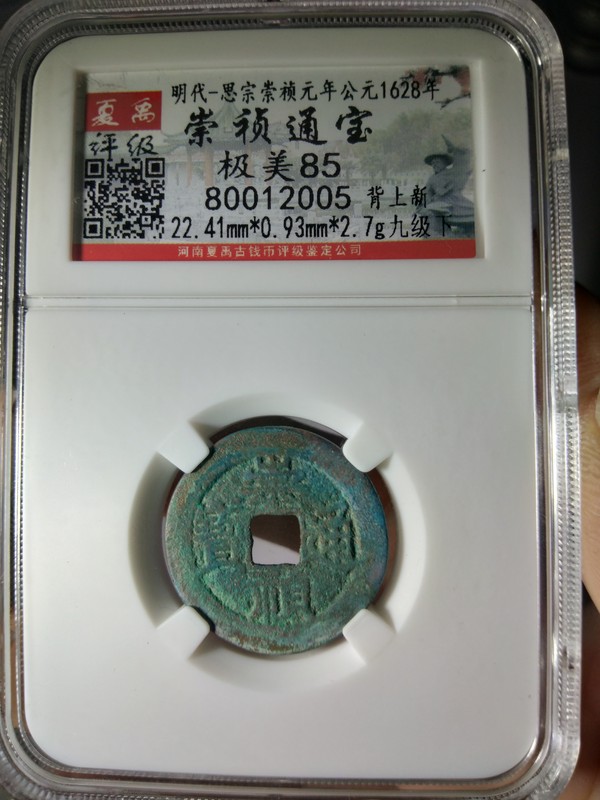 明代-思宗崇祯元年公元1628年
夏禹
评级
崇祯通宝
极美85
80012005 背上新
22.41mm*0.93mm*2.7g九级下
河南夏禹古钱币评级鉴定公司